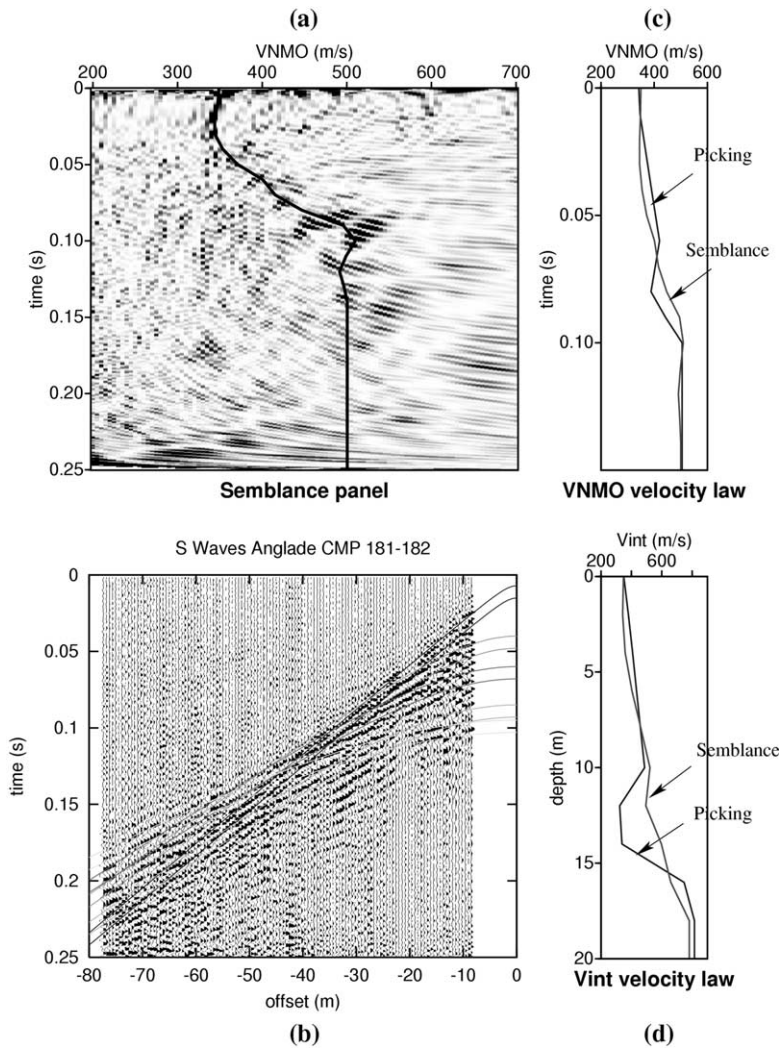 (a)
VNMO (m/s)
200 300 400 500 600 700
0
0.05
0.10
0.15
0.20
0.25
time (s)
Semblance panel
(c)
VNMO (m/s)
200 400 600
0
0.05
0.10
time (s)
Picking
Semblance
VNMO velocity law
S Waves Anglade CMP 181-182
0
0.05
0.1
0.15
0.2
0.25
time (s)
-80 -70 -60 -50 -40 -30 -20 -10 0
offset (m)
(b)
Vint (m/s)
200 600
0
5
10
15
20
depth (m)
Semblance
Picking
Vint velocity law
(d)